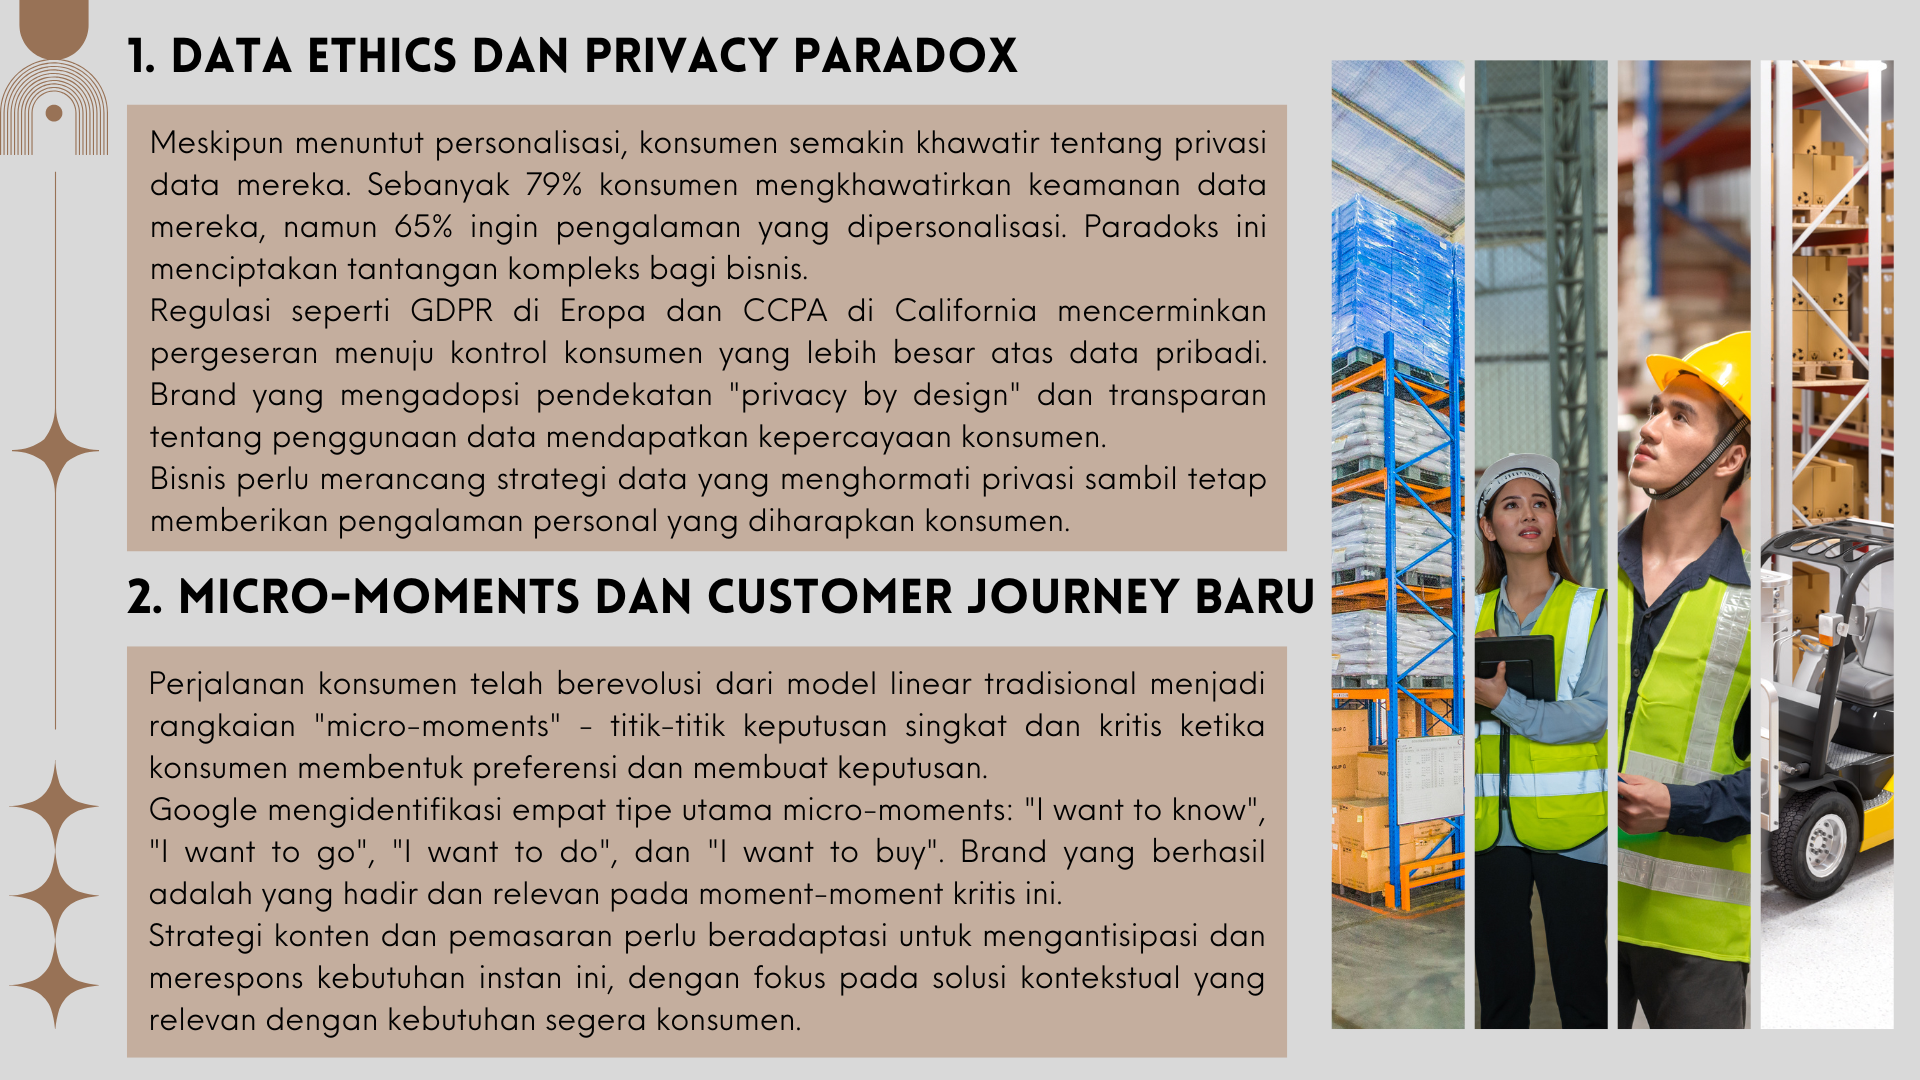 1. DATA ETHICS DAN PRIVACY PARADOX
Meskipun menuntut personalisasi, konsumen semakin khawatir tentang privasi
data mereka. Sebanyak 79% konsumen mengkhawatirkan keamanan data
mereka, namun 65% ingin pengalaman yang dipersonalisasi. Paradoks ini
menciptakan tantangan kompleks bagi bisnis.
Regulasi seperti GDPR di Eropa dan CCPA di California mencerminkan
pergeseran menuju kontrol konsumen yang lebih besar atas data pribadi.
Brand yang mengadopsi pendekatan "privacy by design" dan transparan
tentang penggunaan data mendapatkan kepercayaan konsumen.
Bisnis perlu merancang strategi data yang menghormati privasi sambil tetap
memberikan pengalaman personal yang diharapkan konsumen.
2. MICRO-MOMENTS DAN CUSTOMER JOURNEY BARU
Perjalanan konsumen telah berevolusi dari model linear tradisional menjadi
rangkaian "micro-moments" - titik-titik keputusan singkat dan kritis ketika
konsumen membentuk preferensi dan membuat keputusan.
Google mengidentifikasi empat tipe utama micro-moments: "I want to know",
"I want to go", "I want to do", dan "I want to buy". Brand yang berhasil
adalah yang hadir dan relevan pada moment-moment kritis ini.
Strategi konten dan pemasaran perlu beradaptasi untuk mengantisipasi dan
merespons kebutuhan instan ini, dengan fokus pada solusi kontekstual yang
relevan dengan kebutuhan segera konsumen.